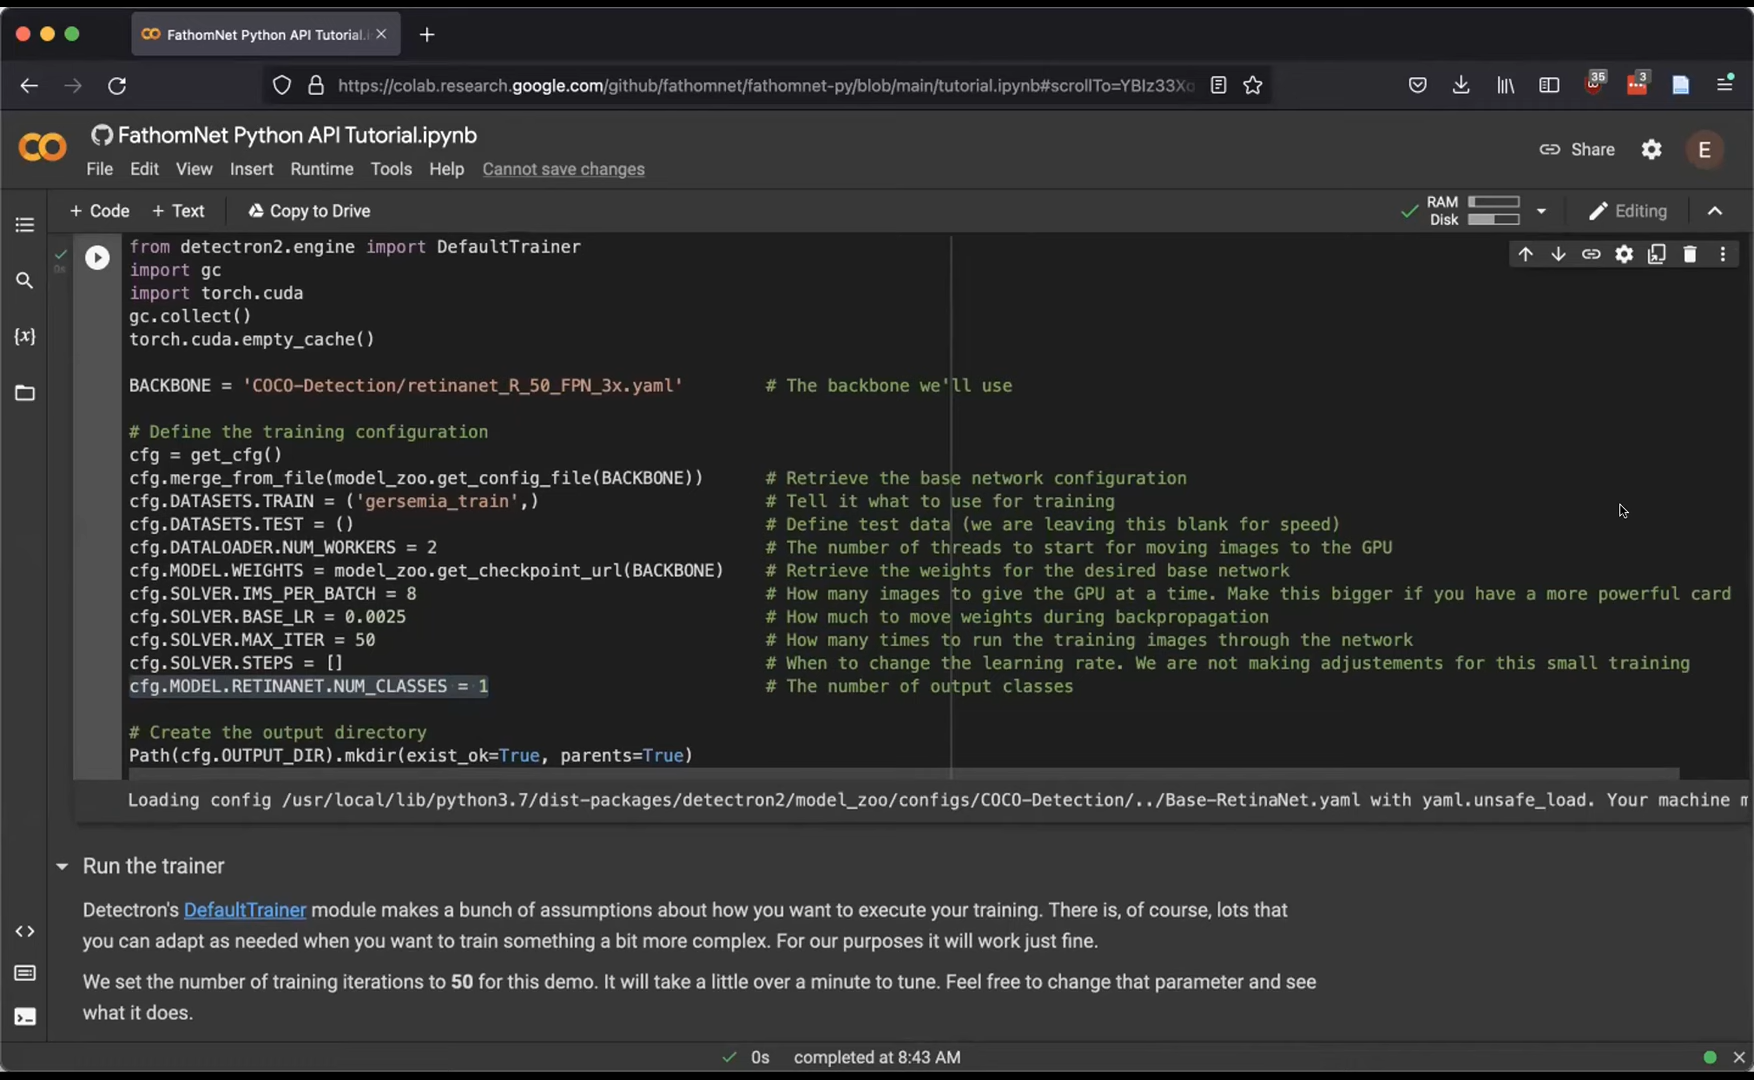 FathomNet Python API Tutorial.i
https://colab.research.google.com/github/fathomnet/fathomnet-py/blob/main/tutorial.ipynb#scrollTo=YBIz33Xo
35
3
FathomNet Python API Tutorial.ipynb
File Edit View Insert Runtime Tools Help Cannot save changes
Share
E
+ Code + Text Copy to Drive
RAM
Disk
Editing
from detectron2.engine import DefaultTrainer
0s
import gc
import torch.cuda
gc.collect()
torch.cuda.empty_cache()
BACKBONE = 'COCO-Detection/retinanet_R_50_FPN_3x.yaml' # The backbone we'll use
# Define the training configuration
cfg = get_cfg()
cfg.merge_from_file(model_zoo.get_config_file(BACKBONE)) # Retrieve the base network configuration
cfg.DATASETS.TRAIN = ('gersemia_train',) # Tell it what to use for training
cfg.DATASETS.TEST = () # Define test data (we are leaving this blank for speed)
cfg.DATALOADER.NUM_WORKERS = 2 # The number of threads to start for moving images to the GPU
cfg.MODEL.WEIGHTS = model_zoo.get_checkpoint_url(BACKBONE) # Retrieve the weights for the desired base network
cfg.SOLVER.IMS_PER_BATCH = 8 # How many images to give the GPU at a time. Make this bigger if you have a more powerful card
cfg.SOLVER.BASE_LR = 0.0025 # How much to move weights during backpropagation
cfg.SOLVER.MAX_ITER = 50 # How many times to run the training images through the network
cfg.SOLVER.STEPS = [] # When to change the learning rate. We are not making adjustements for this small training
cfg.MODEL.RETINANET.NUM_CLASSES = 1 # The number of output classes
# Create the output directory
Path(cfg.OUTPUT_DIR).mkdir(exist_ok=True, parents=True)
Loading config /usr/local/lib/python3.7/dist-packages/detectron2/model_zoo/configs/COCO-Detection/../Base-RetinaNet.yaml with yaml.unsafe_load. Your machine m
Run the trainer
Detectron's DefaultTrainer module makes a bunch of assumptions about how you want to execute your training. There is, of course, lots that
you can adapt as needed when you want to train something a bit more complex. For our purposes it will work just fine.
We set the number of training iterations to 50 for this demo. It will take a little over a minute to tune. Feel free to change that parameter and see
what it does.
0s completed at 8:43 AM